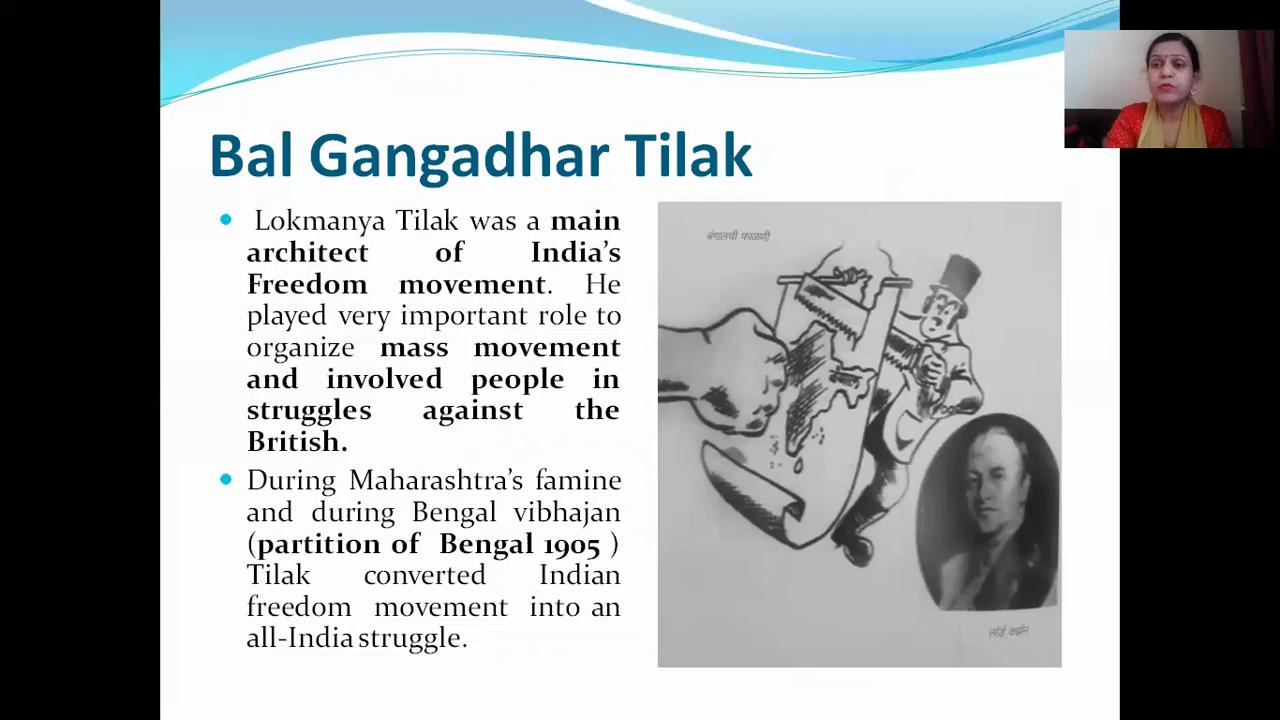 Bal Gangadhar Tilak
Lokmanya Tilak was a main
architect of India's
Freedom movement. He
played very important role to
organize mass movement
and involved people in
struggles against the
British.
During Maharashtra's famine
and during Bengal vibhajan
(partition of Bengal 1905 )
Tilak converted Indian
freedom movement into an
all-India struggle.
बंगालची फाळणी
लॉर्ड कर्झन